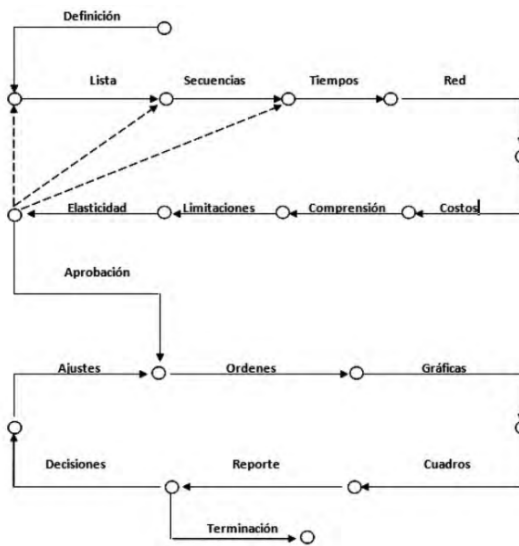 Definición
Lista Secuencias Tiempos Red
Elasticidad Limitaciones Comprensión Costos
Aprobación
Ajustes Ordenes Gráficas
Decisiones Reporte Cuadros
Terminación